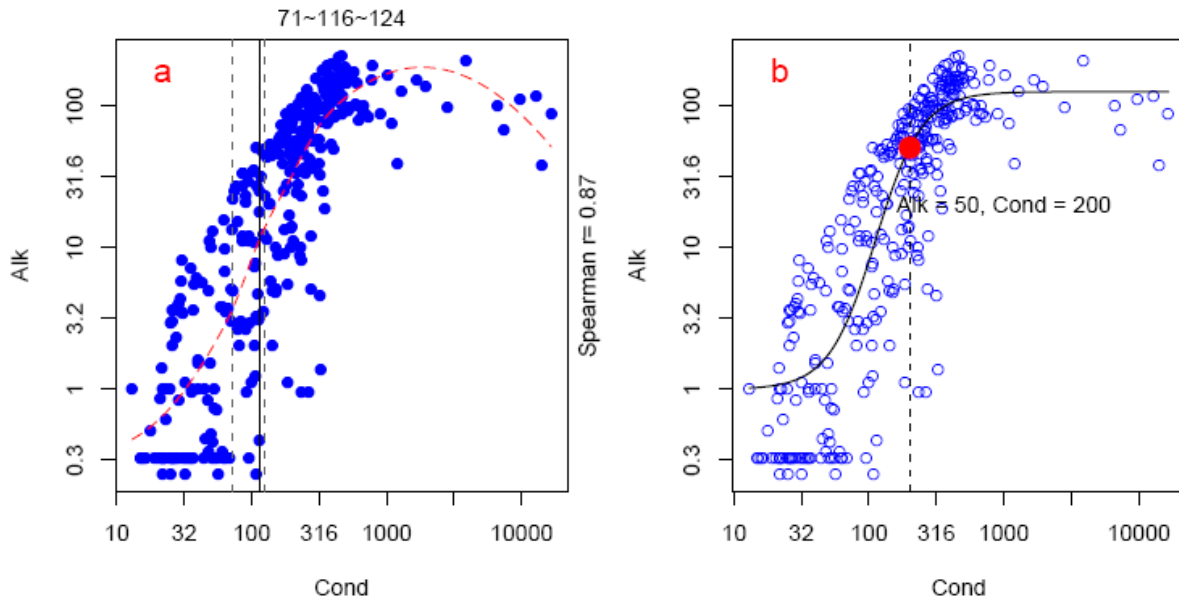 71~116~124
a
Alk
100
31.6
10
3.2
1
0.3
10 32 100 316 1000 10000
Cond
Spearman r= 0.87
b
Alk = 50, Cond = 200
Alk
100
31.6
10
3.2
1
0.3
10 32 100 316 1000 10000
Cond